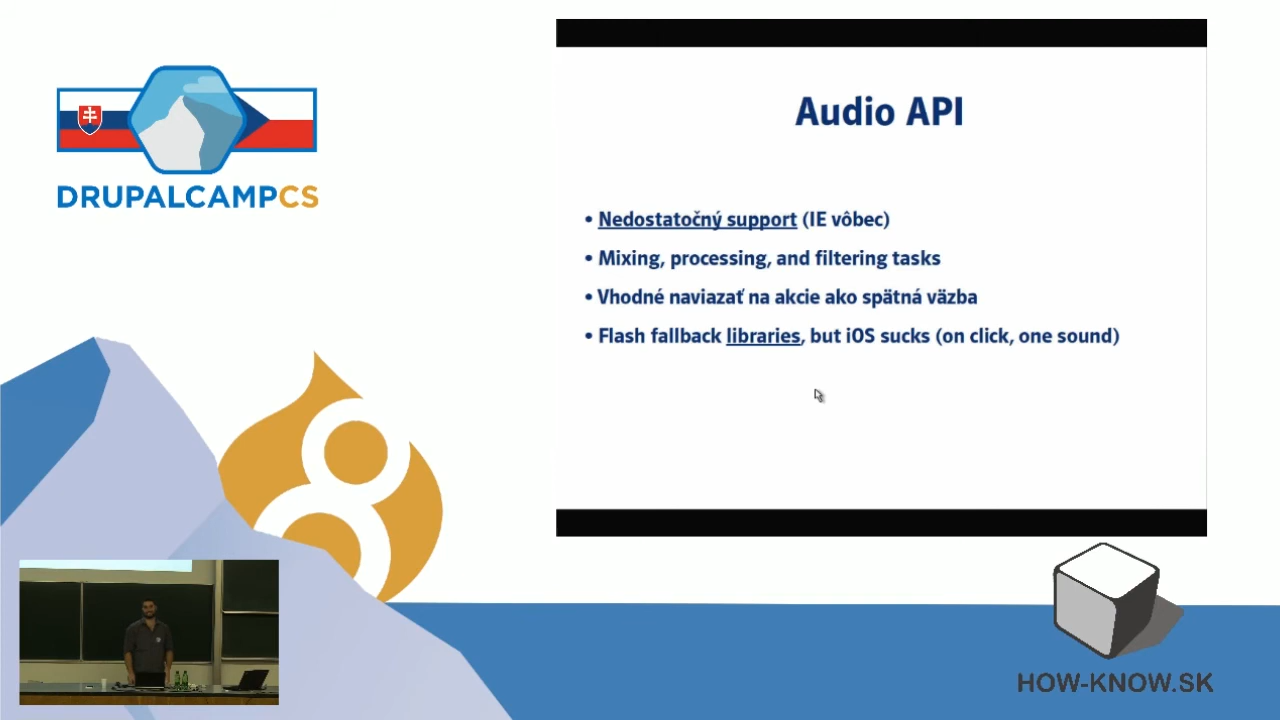 DRUPALCAMPCS
Audio API
• Nedostatočný support (IE vôbec)
• Mixing, processing, and filtering tasks
• Vhodné naviazať na akcie ako spätná väzba
• Flash fallback libraries, but iOS sucks (on click, one sound)
8
HOW-KNOW.SK